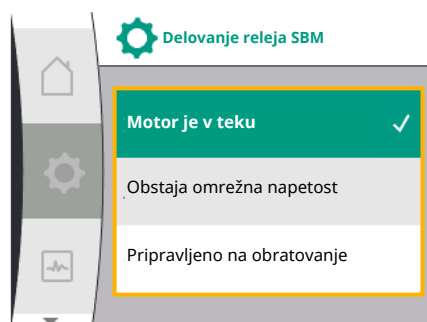 Delovanje releja SBM
Motor je v teku
Obstaja omrežna napetost
Pripravljeno na obratovanje